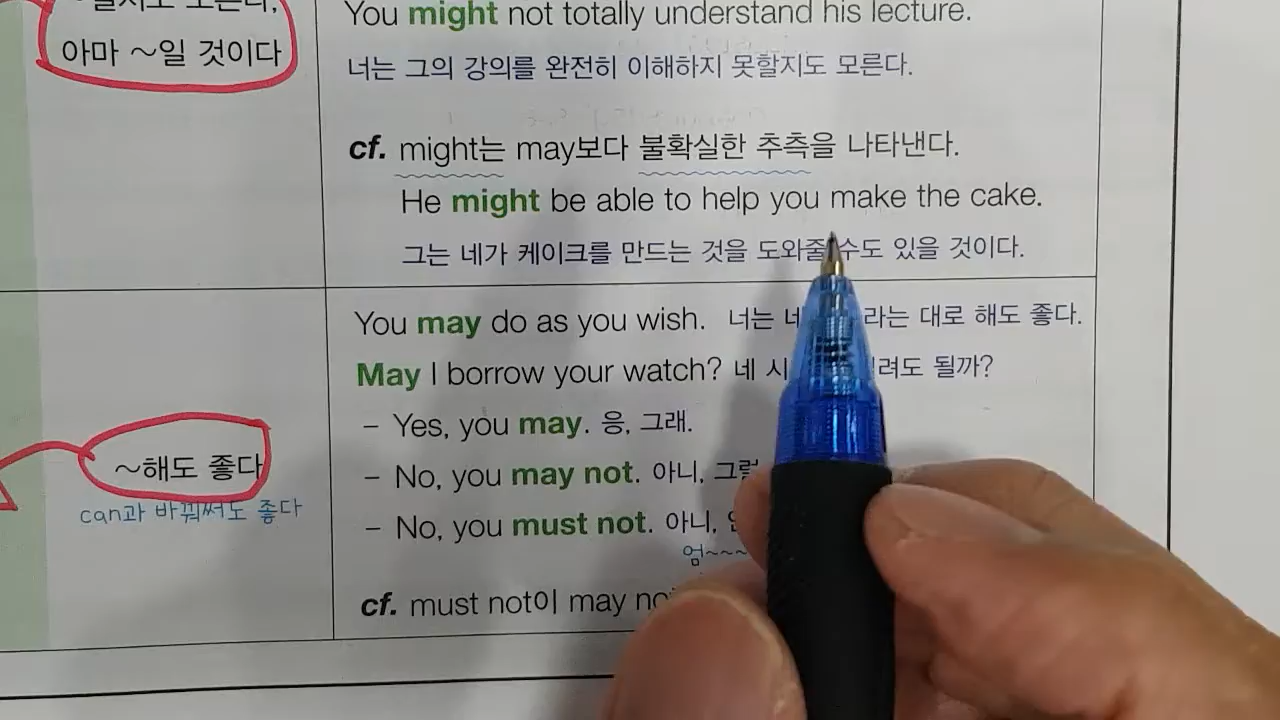 아마 ~일 것이다
You might not totally understand his lecture.
너는 그의 강의를 완전히 이해하지 못할지도 모른다.
cf. might는 may보다 불확실한 추측을 나타낸다.
He might be able to help you make the cake.
그는 네가 케이크를 만드는 것을 도와줄 수도 있을 것이다.
~해도 좋다
can과 바꿔써도 좋다
You may do as you wish. 너는 네 라는 대로 해도 좋다.
May I borrow your watch? 네 시 려도 될까?
– Yes, you may. 응, 그래.
– No, you may not. 아니,
– No, you must not. 아니,
엄~~~
cf. must not이 may